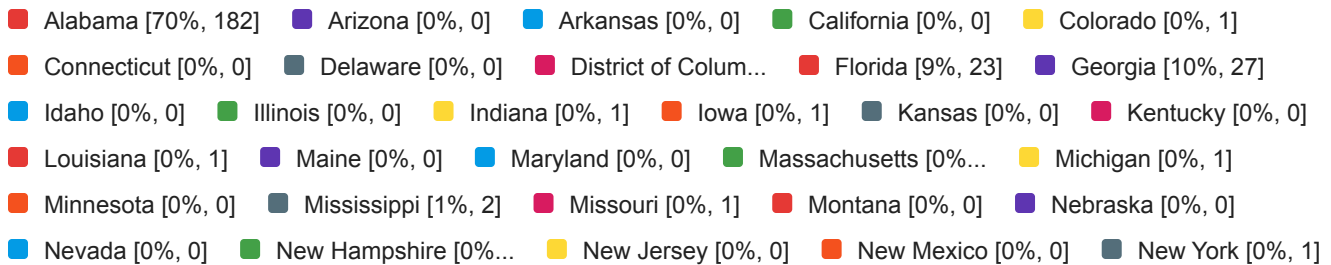 Alabama [70%, 182] Arizona [0%, 0] Arkansas [0%, 0] California [0%, 0] Colorado [0%, 1]
Connecticut [0%, 0] Delaware [0%, 0] District of Colum... Florida [9%, 23] Georgia [10%, 27]
Idaho [0%, 0] Illinois [0%, 0] Indiana [0%, 1] Iowa [0%, 1] Kansas [0%, 0] Kentucky [0%, 0]
Louisiana [0%, 1] Maine [0%, 0] Maryland [0%, 0] Massachusetts [0%... Michigan [0%, 1]
Minnesota [0%, 0] Mississippi [1%, 2] Missouri [0%, 1] Montana [0%, 0] Nebraska [0%, 0]
Nevada [0%, 0] New Hampshire [0%... New Jersey [0%, 0] New Mexico [0%, 0] New York [0%, 1]